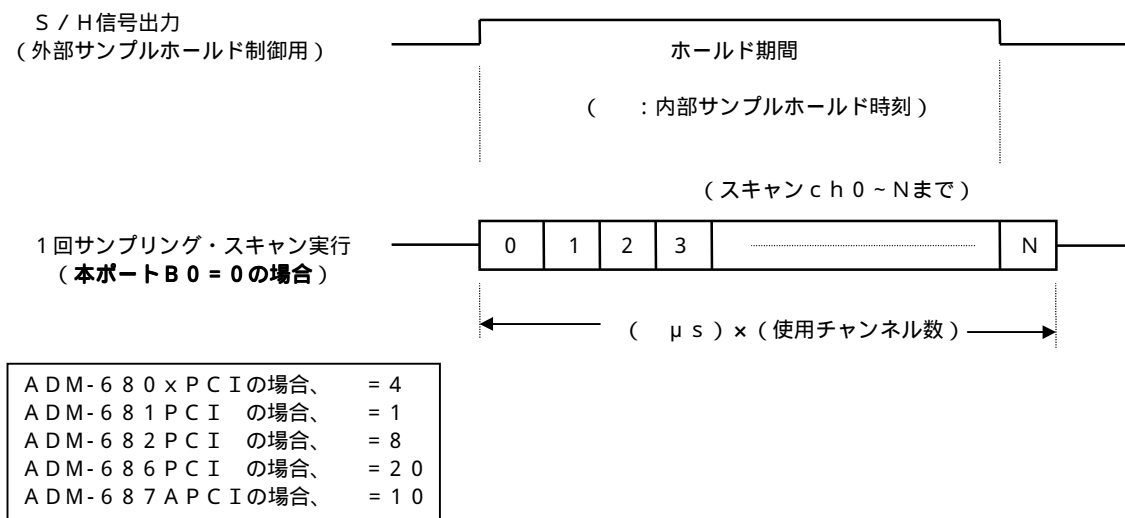 S/H信号出力
(外部サンプルホールド制御用)
ホールド期間
( :内部サンプルホールド時刻)
(スキャンch0~Nまで)
1回サンプリング・スキャン実行
(本ポートB0=0の場合)
0 1 2 3 N
( μs)×(使用チャンネル数)
ADM-680xPCIの場合、 =4
ADM-681PCI の場合、 =1
ADM-682PCI の場合、 =8
ADM-686PCI の場合、 =20
ADM-687APCIの場合、 =10